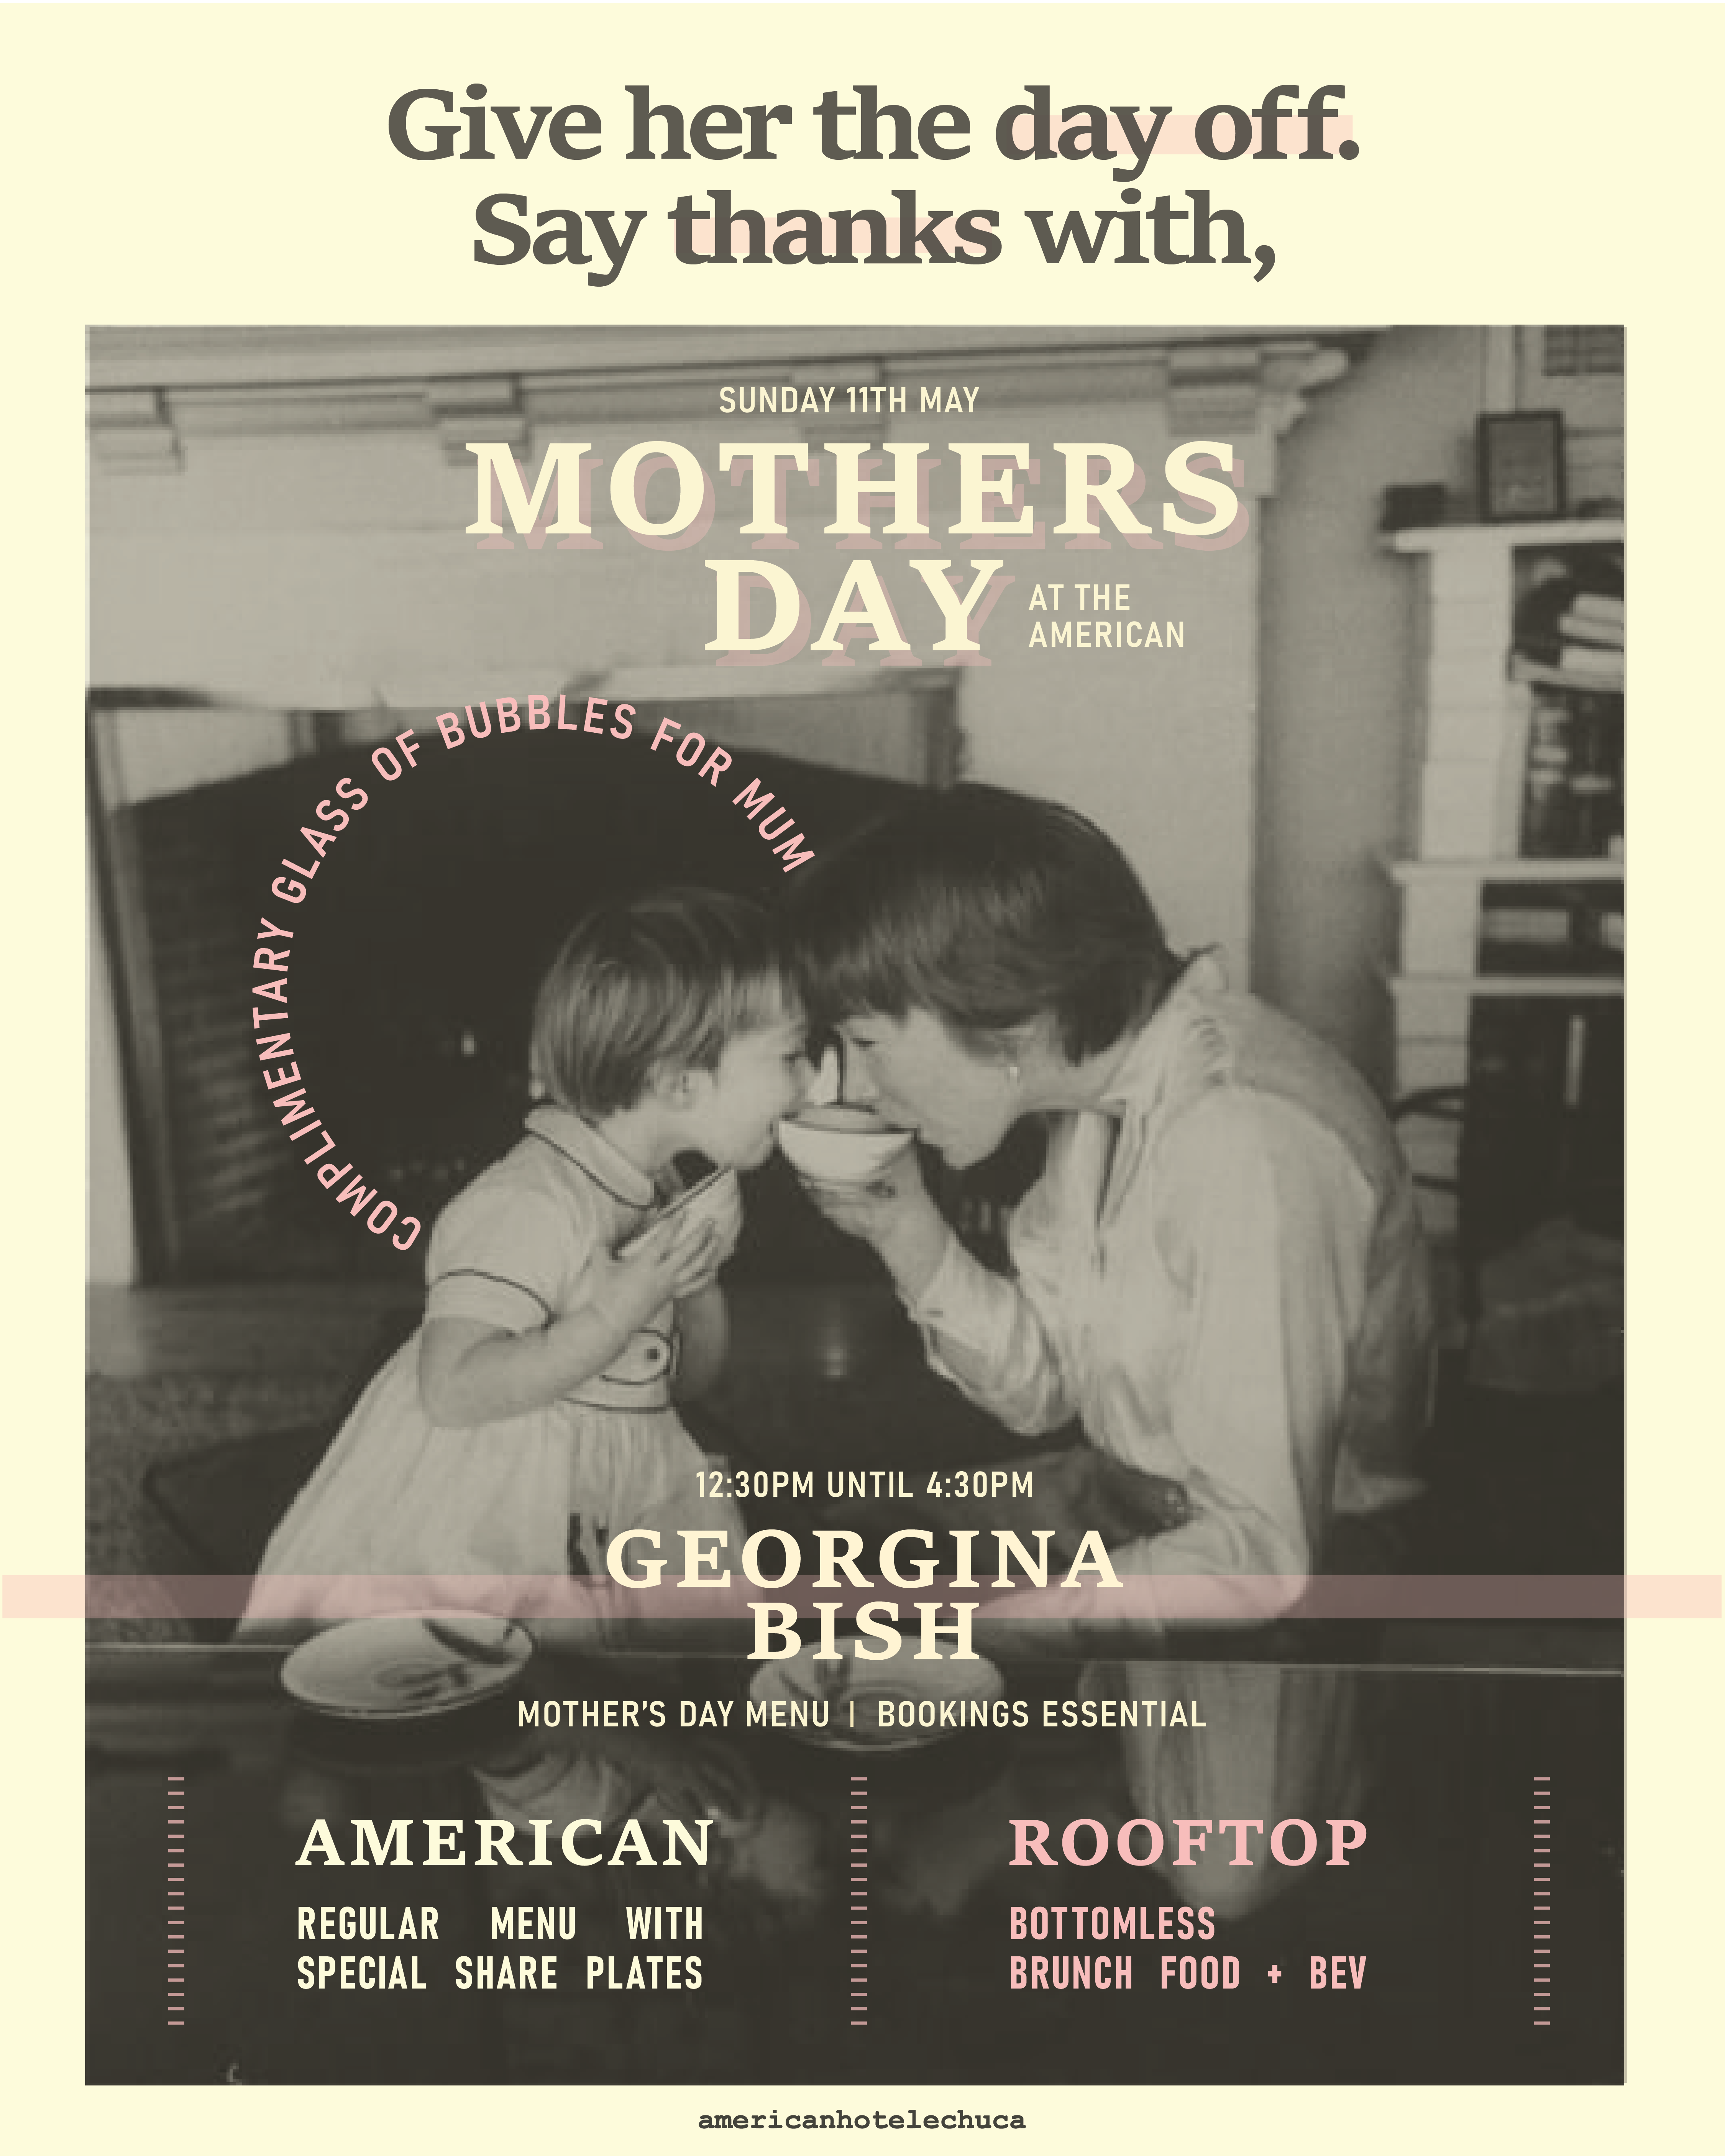 Give her the day off.
Say thanks with,
SUNDAY 11TH MAY
MOTHERS
DAY
AT THE
AMERICAN
COMPLIMENTARY GLASS OF BUBBLES FOR MUM
12:30PM UNTIL 4:30PM
GEORGINA
BISH
MOTHER'S DAY MENU | BOOKINGS ESSENTIAL
AMERICAN
REGULAR MENU WITH
SPECIAL SHARE PLATES
ROOFTOP
BOTTOMLESS
BRUNCH FOOD + BEV
americanhotelechuca